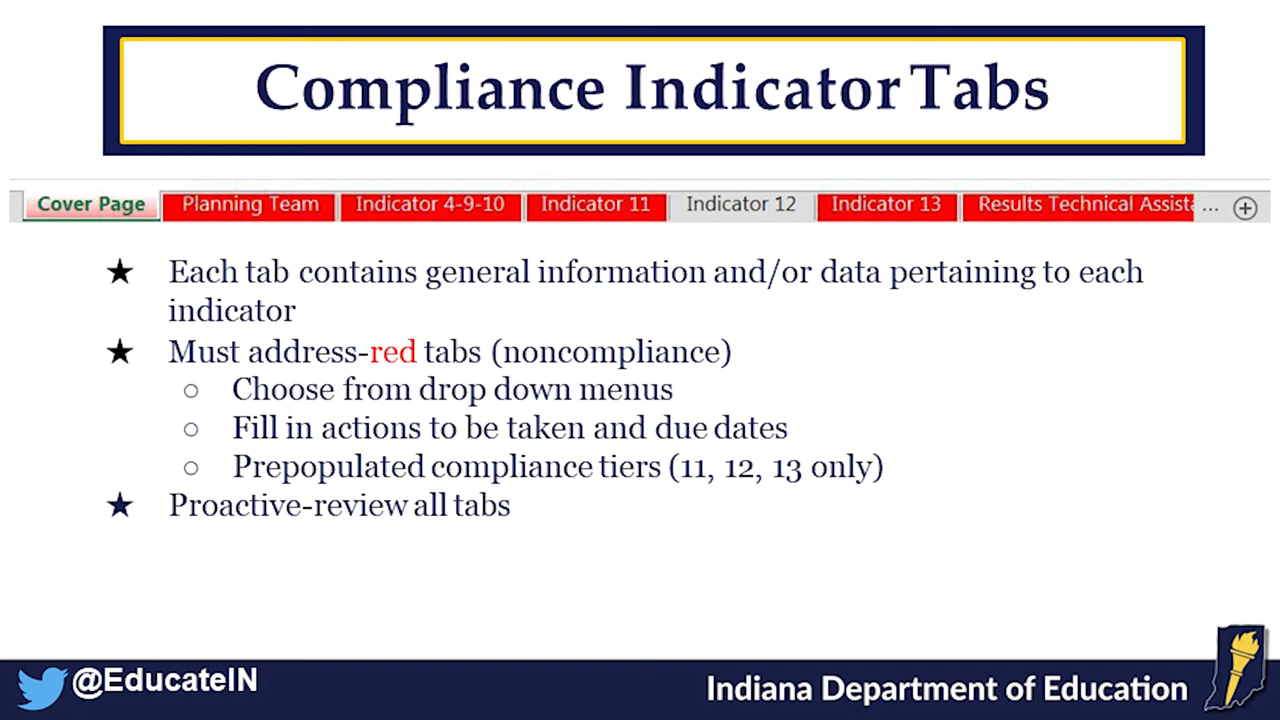 Compliance Indicator Tabs
Cover Page Planning Team Indicator 4-9-10 Indicator 11 Indicator 12 Indicator 13 Results Technical Assista ...
★ Each tab contains general information and/or data pertaining to each
indicator
★ Must address-red tabs (noncompliance)
○ Choose from drop down menus
○ Fill in actions to be taken and due dates
○ Prepopulated compliance tiers (11, 12, 13 only)
★ Proactive-review all tabs
@EducateIN
Indiana Department of Education